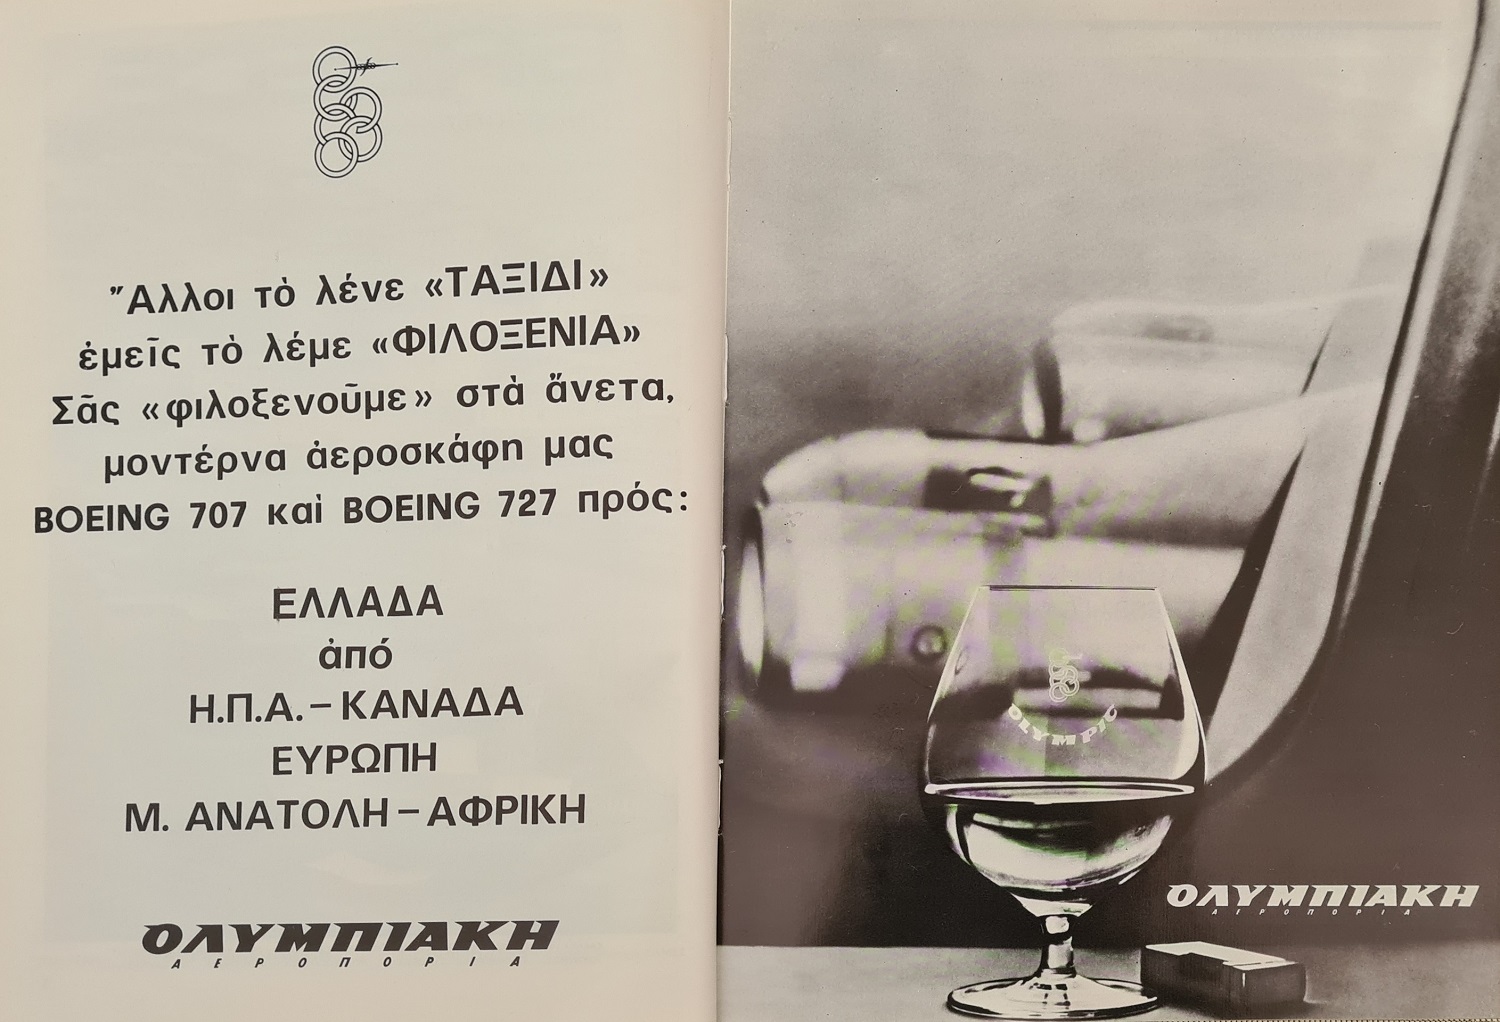 Ἄλλοι τὸ λένε «ΤΑΞΙΔΙ»
ἐμεῖς τὸ λέμε «ΦΙΛΟΞΕΝΙΑ»
Σᾶς «φιλοξενοῦμε» στὰ ἄνετα,
μοντέρνα ἀεροσκάφη μας
BOEING 707 καὶ BOEING 727 πρός:
ΕΛΛΑΔΑ
ἀπό
Η.Π.Α. – ΚΑΝΑΔΑ
ΕΥΡΩΠΗ
Μ. ΑΝΑΤΟΛΗ – ΑΦΡΙΚΗ
ΟΛΥΜΠΙΑΚΗ
ΑΕΡΟΠΟΡΙΑ
OLYMPIC
ΟΛΥΜΠΙΑΚΗ
ΑΕΡΟΠΟΡΙΑ